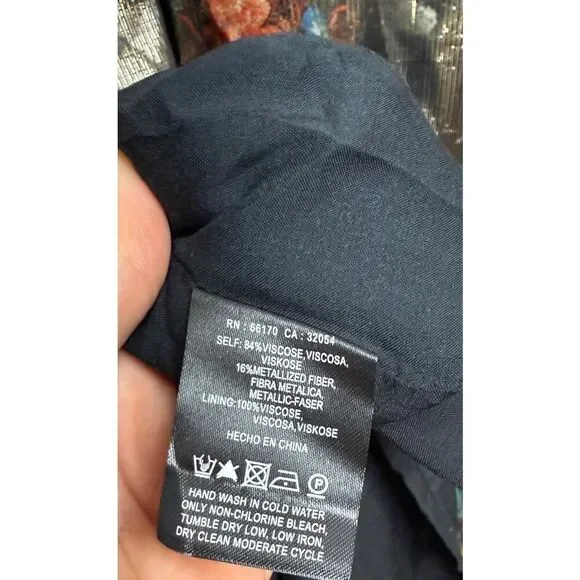 RN : 66170 CA : 32054
SELF: 84%VISCOSE,VISCOSA,
VISKOSE
16%METALLIZED FIBER,
FIBRA METALICA,
METALLIC-FASER
LINING:100%VISCOSE,
VISCOSA,VISKOSE
HECHO EN CHINA
P
HAND WASH IN COLD WATER
ONLY NON-CHLORINE BLEACH,
TUMBLE DRY LOW, LOW IRON,
DRY CLEAN MODERATE CYCLE